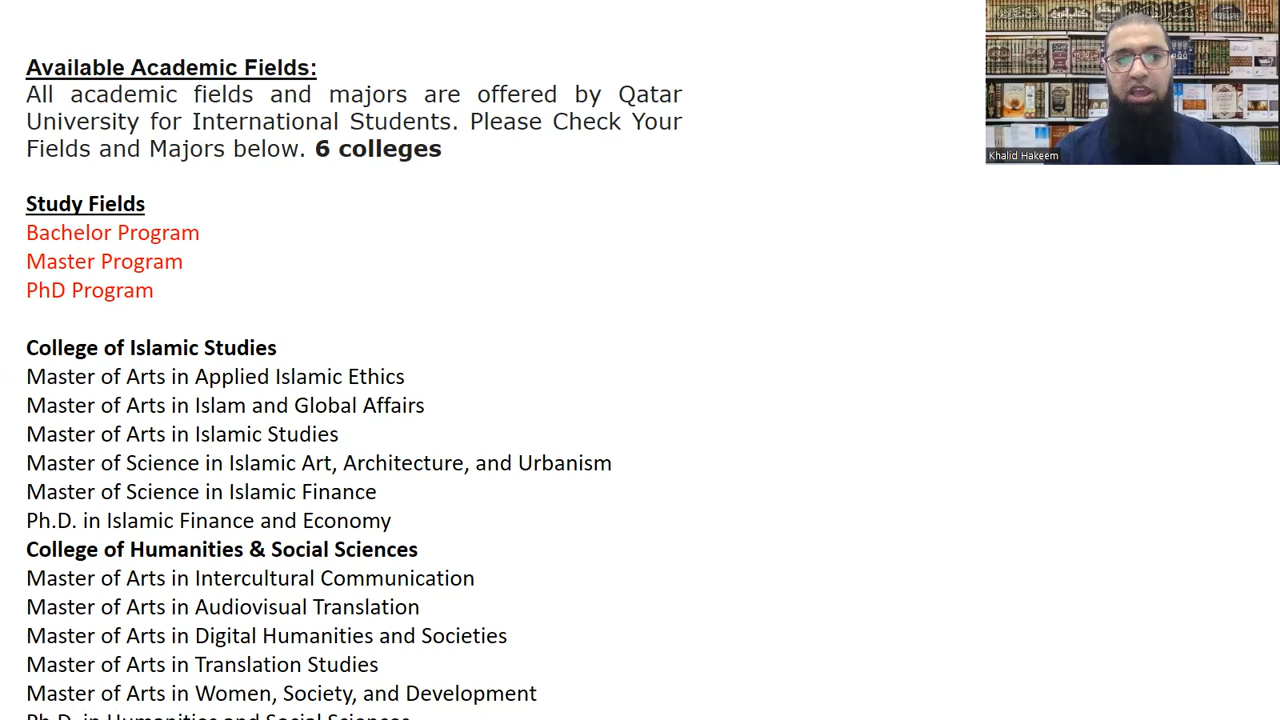 Available Academic Fields:
All academic fields and majors are offered by Qatar
University for International Students. Please Check Your
Fields and Majors below. 6 colleges
Study Fields
Bachelor Program
Master Program
PhD Program
College of Islamic Studies
Master of Arts in Applied Islamic Ethics
Master of Arts in Islam and Global Affairs
Master of Arts in Islamic Studies
Master of Science in Islamic Art, Architecture, and Urbanism
Master of Science in Islamic Finance
Ph.D. in Islamic Finance and Economy
College of Humanities & Social Sciences
Master of Arts in Intercultural Communication
Master of Arts in Audiovisual Translation
Master of Arts in Digital Humanities and Societies
Master of Arts in Translation Studies
Master of Arts in Women, Society, and Development
Ph.D. in Humanities and Social Sciences
Khalid Hakeem